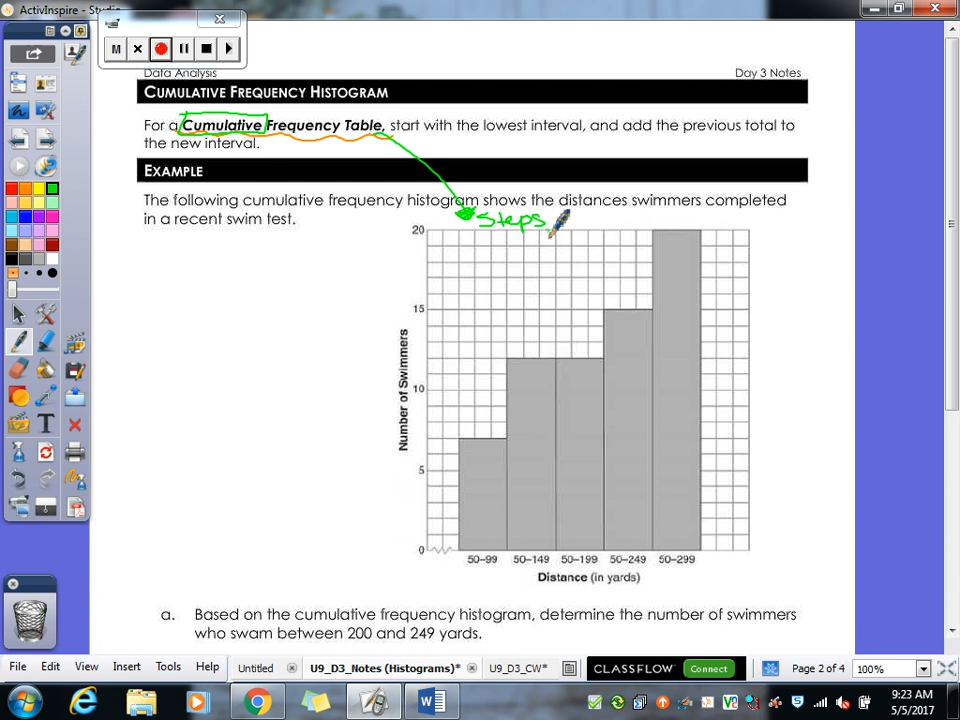 ActivInspire - Studio
M
Data Analysis
Day 3 Notes
CUMULATIVE FREQUENCY HISTOGRAM
For a Cumulative Frequency Table, start with the lowest interval, and add the previous total to
the new interval.
EXAMPLE
The following cumulative frequency histogram shows the distances swimmers completed
in a recent swim test.
Steps
20
15
10
5
0
Number of Swimmers
50–99 50–149 50–199 50–249 50–299
Distance (in yards)
a. Based on the cumulative frequency histogram, determine the number of swimmers
who swam between 200 and 249 yards.
File Edit View Insert Tools Help
Untitled
U9_D3_Notes (Histograms)*
U9_D3_CW*
CLASSFLOW Connect
Page 2 of 4
100%
9:23 AM
5/5/2017